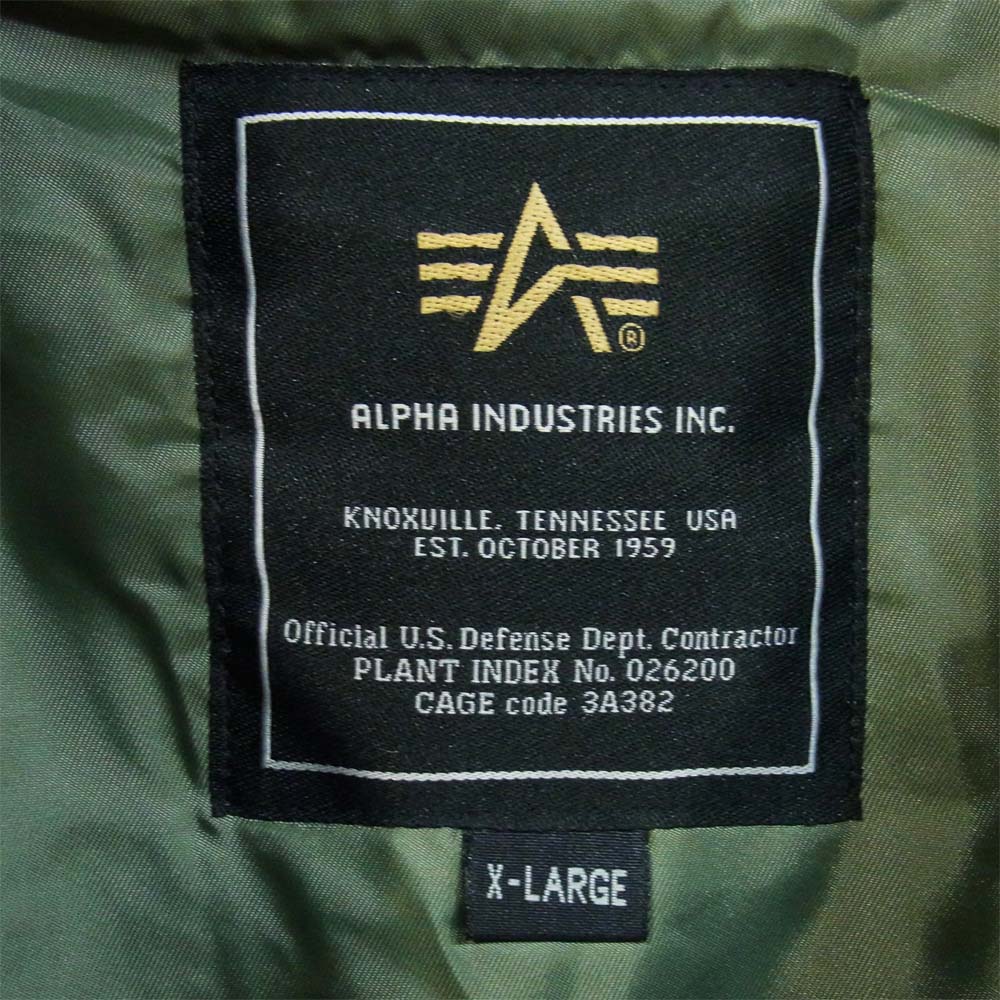 ®
ALPHA INDUSTRIES INC.
KNOXVILLE. TENNESSEE USA
EST. OCTOBER 1959
Official U.S. Defense Dept. Contractor
PLANT INDEX No. 026200
CAGE code 3A382
X-LARGE